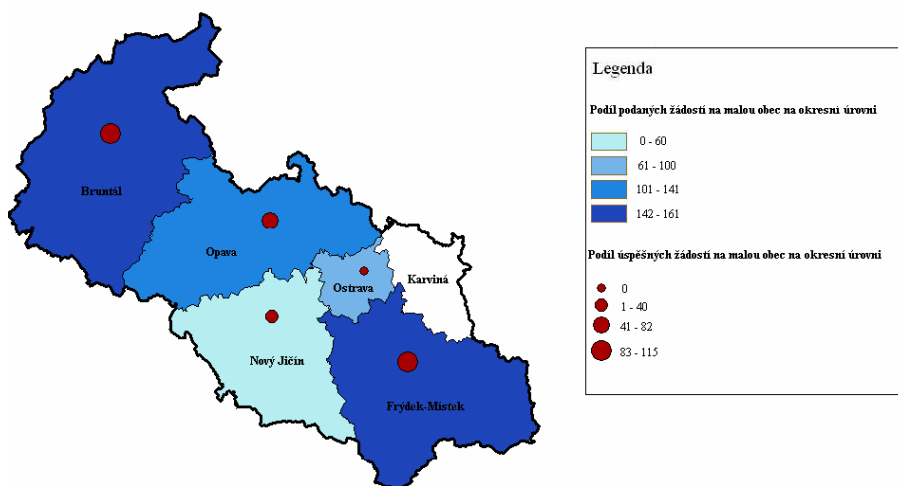 Bruntál
Opava
Ostrava
Karviná
Nový Jičín
Frýdek-Místek
Legenda
Podíl podaných žádostí na malou obec na okresní úrovni
0 - 60
61 - 100
101 - 141
142 - 161
Podíl úspěšných žádostí na malou obec na okresní úrovni
0
1 - 40
41 - 82
83 - 115